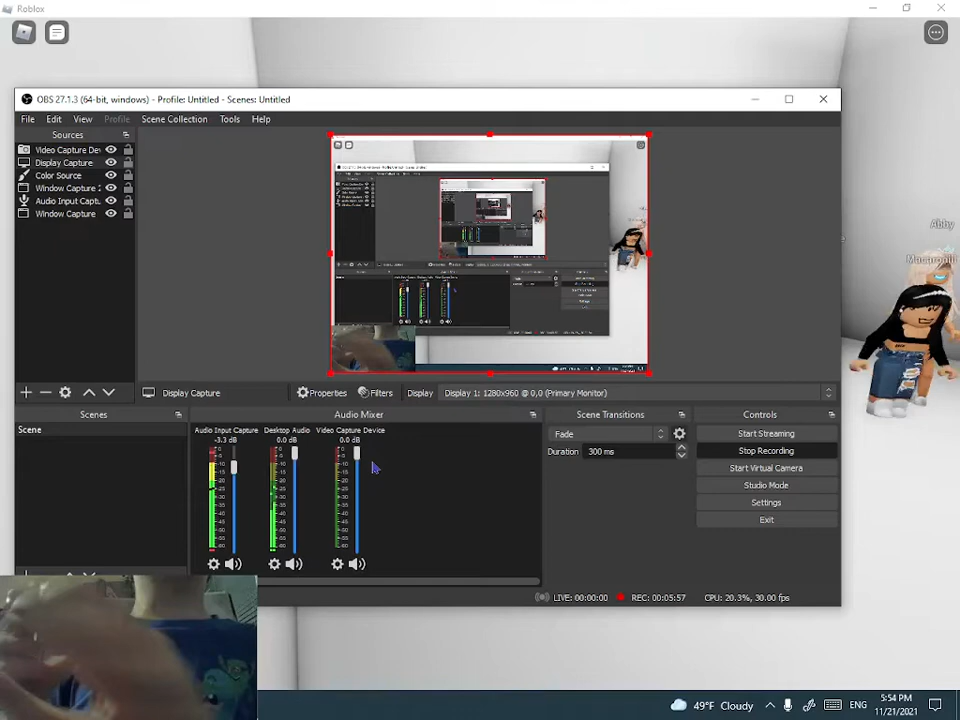 Roblox
OBS 27.1.3 (64-bit, windows) - Profile: Untitled - Scenes: Untitled
File Edit View Profile Scene Collection Tools Help
Sources
Video Capture Dev
Display Capture
Color Source
Window Capture 2
Audio Input Captu
Window Capture
Abby
Display Capture
Properties
Filters
Display
Display 1: 1280x960 @ 0,0 (Primary Monitor)
Scenes
Scene
Audio Mixer
Audio Input Capture Desktop Audio Video Capture Device
-3.3 dB 0.0 dB 0.0 dB
Scene Transitions
Fade
Duration 300 ms
Controls
Start Streaming
Stop Recording
Start Virtual Camera
Studio Mode
Settings
Exit
LIVE: 00:00:00 REC: 00:05:57 CPU: 20.3%, 30.00 fps
49°F Cloudy ENG
5:54 PM
11/21/2021